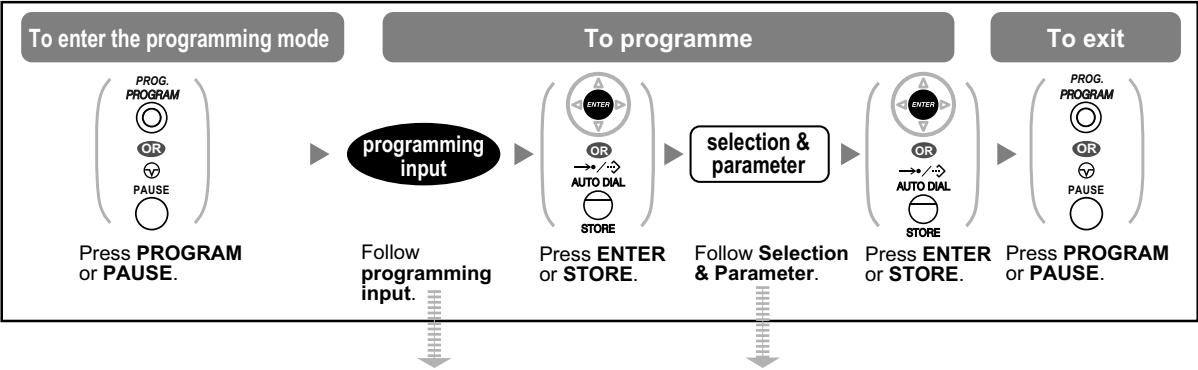 To enter the programming mode
To programme
To exit
PROG.
PROGRAM
OR
PAUSE
Press PROGRAM
or PAUSE.
programming
input
Follow
programming
input.
ENTER
OR
AUTO DIAL
STORE
Press ENTER
or STORE.
selection &
parameter
Follow Selection
& Parameter.
ENTER
OR
AUTO DIAL
STORE
Press ENTER
or STORE.
PROG.
PROGRAM
OR
PAUSE
Press PROGRAM
or PAUSE.